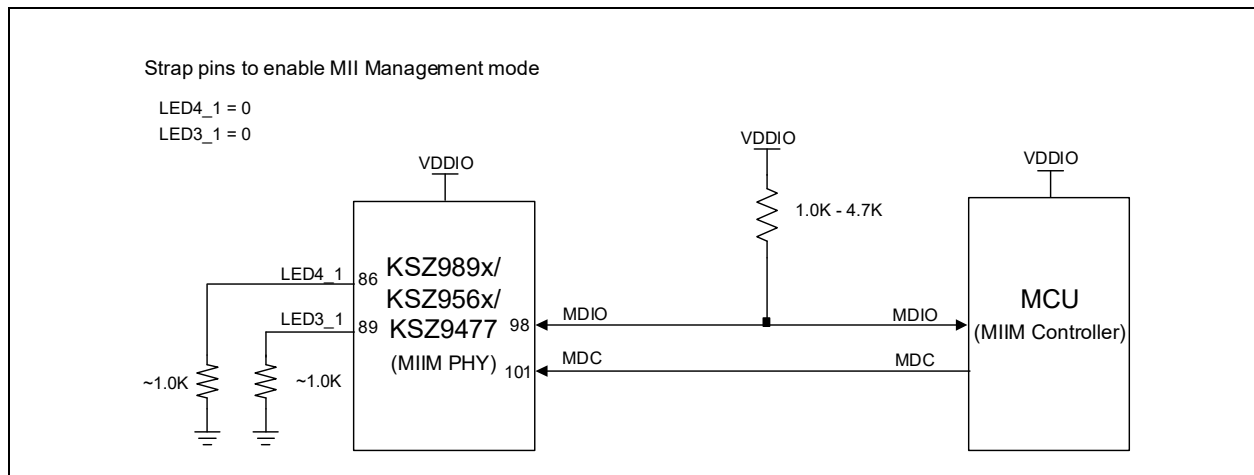 Strap pins to enable MII Management mode
LED4_1 = 0
LED3_1 = 0
VDDIO
VDDIO
VDDIO
1.0K - 4.7K
LED4_1
86
KSZ989x/
KSZ956x/
KSZ9477
(MIIM PHY)
LED3_1
89
98
MDIO
MDIO
MCU
(MIIM Controller)
101
MDC
MDC
~1.0K
~1.0K